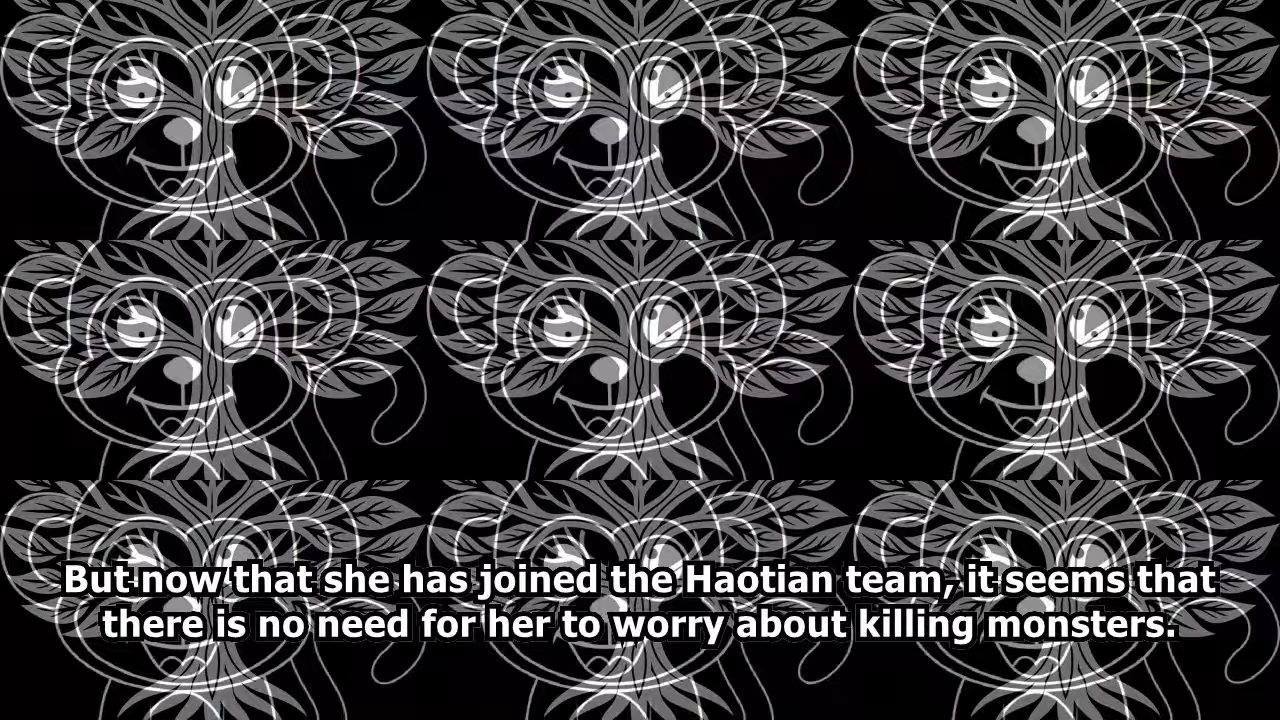 But now that she has joined the Haotian team, it seems that
there is no need for her to worry about killing monsters.